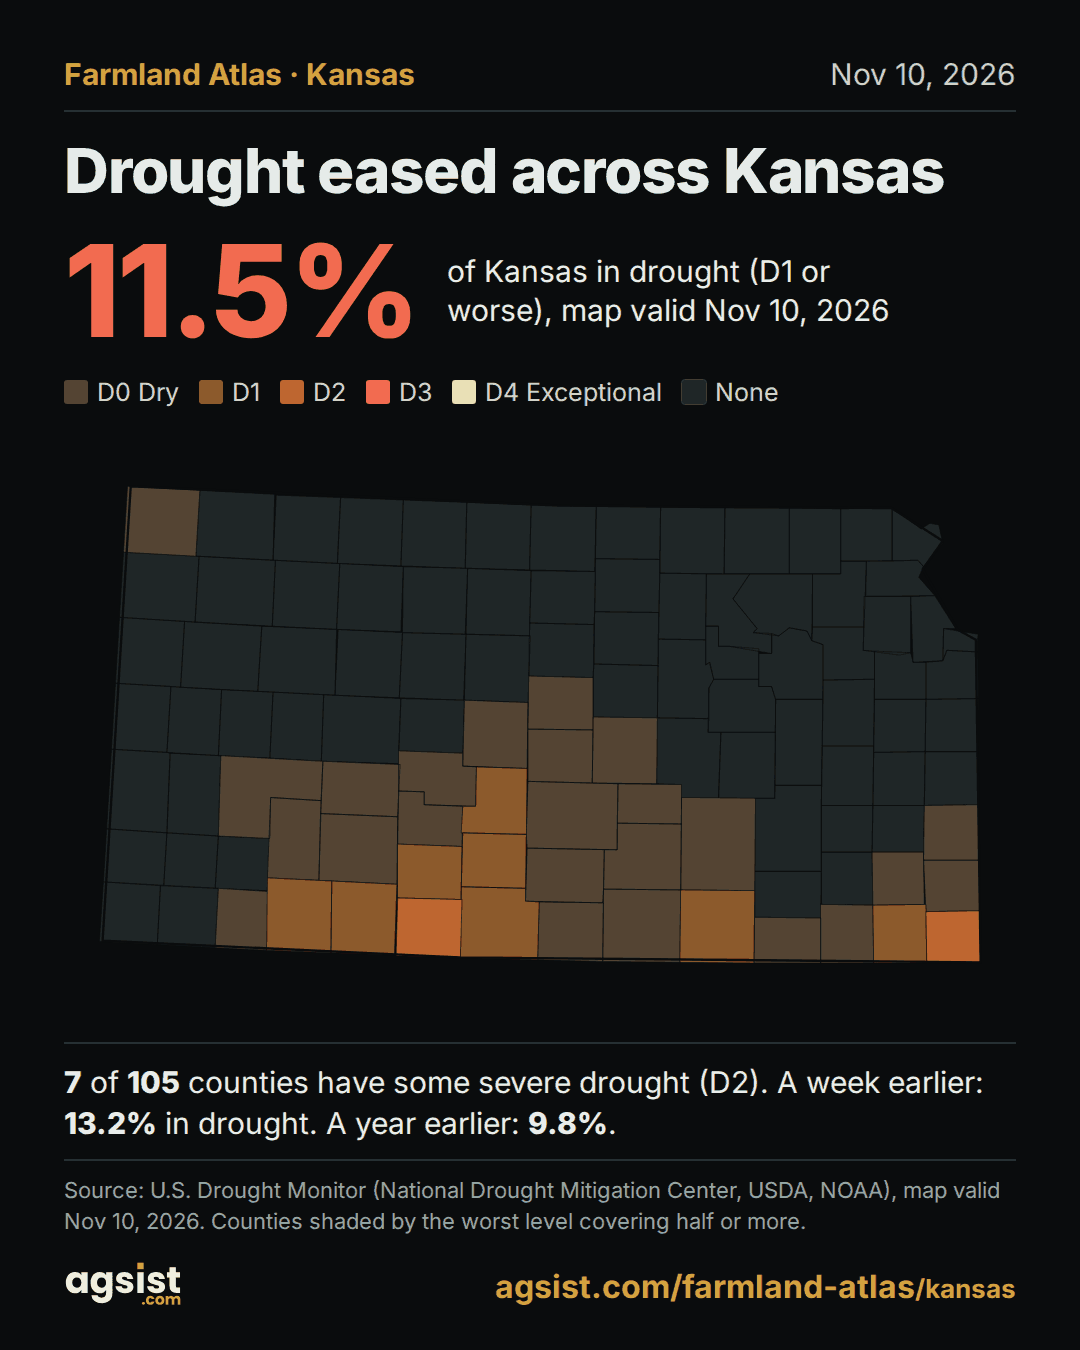 Farmland Atlas · Kansas
Nov 10, 2026
Drought eased across Kansas
11.5%
of Kansas in drought (D1 or
worse), map valid Nov 10, 2026
D0 Dry D1 D2 D3 D4 Exceptional None
7 of 105 counties have some severe drought (D2). A week earlier:
13.2% in drought. A year earlier: 9.8%.
Source: U.S. Drought Monitor (National Drought Mitigation Center, USDA, NOAA), map valid
Nov 10, 2026. Counties shaded by the worst level covering half or more.
agsist
.com
agsist.com/farmland-atlas/kansas